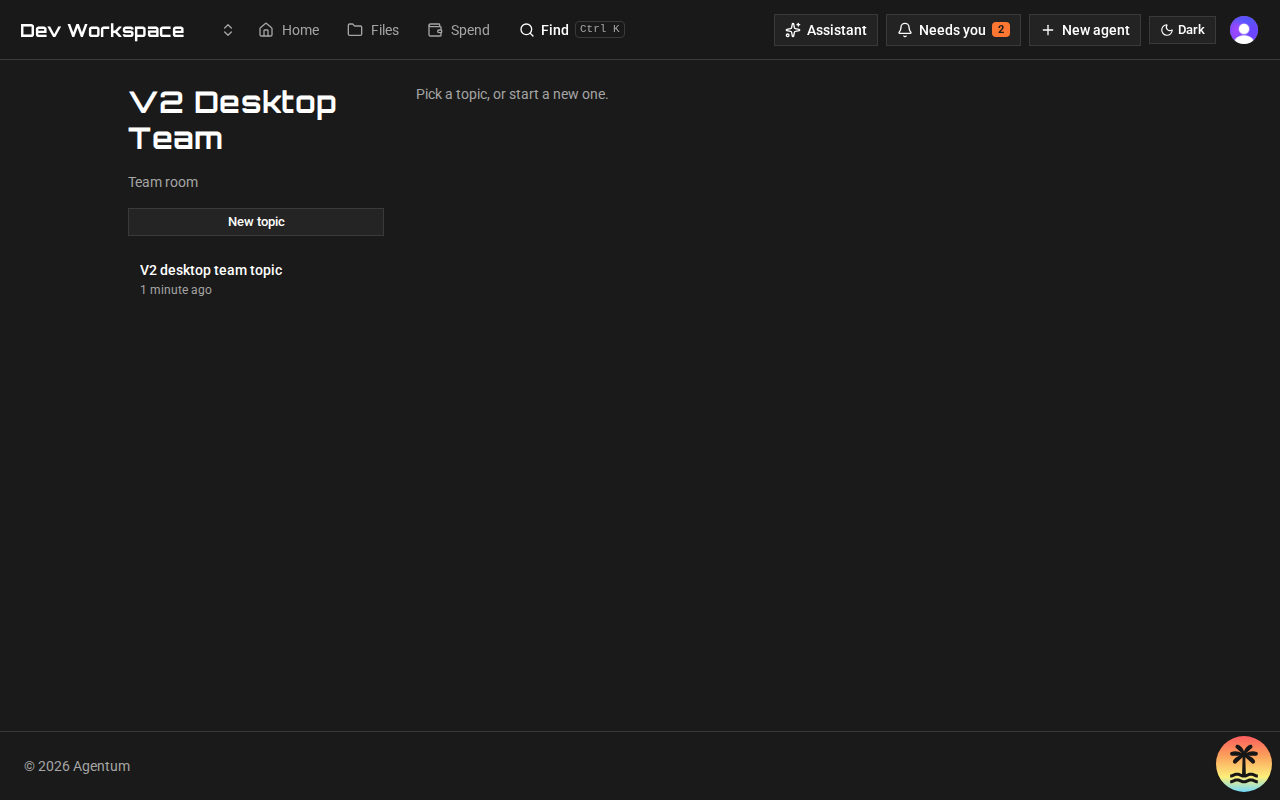 Dev Workspace
Home
Files
Spend
Find Ctrl K
Assistant
Needs you 2
New agent
Dark
V2 Desktop
Team
Team room
New topic
V2 desktop team topic
1 minute ago
Pick a topic, or start a new one.
© 2026 Agentum